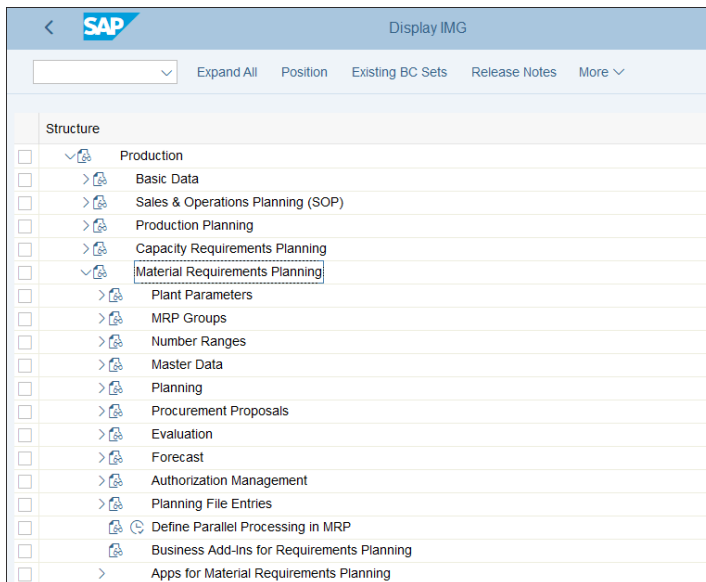 SAP
Display IMG
Expand All Position Existing BC Sets Release Notes More
Structure
Production
Basic Data
Sales & Operations Planning (SOP)
Production Planning
Capacity Requirements Planning
Material Requirements Planning
Plant Parameters
MRP Groups
Number Ranges
Master Data
Planning
Procurement Proposals
Evaluation
Forecast
Authorization Management
Planning File Entries
Define Parallel Processing in MRP
Business Add-Ins for Requirements Planning
Apps for Material Requirements Planning